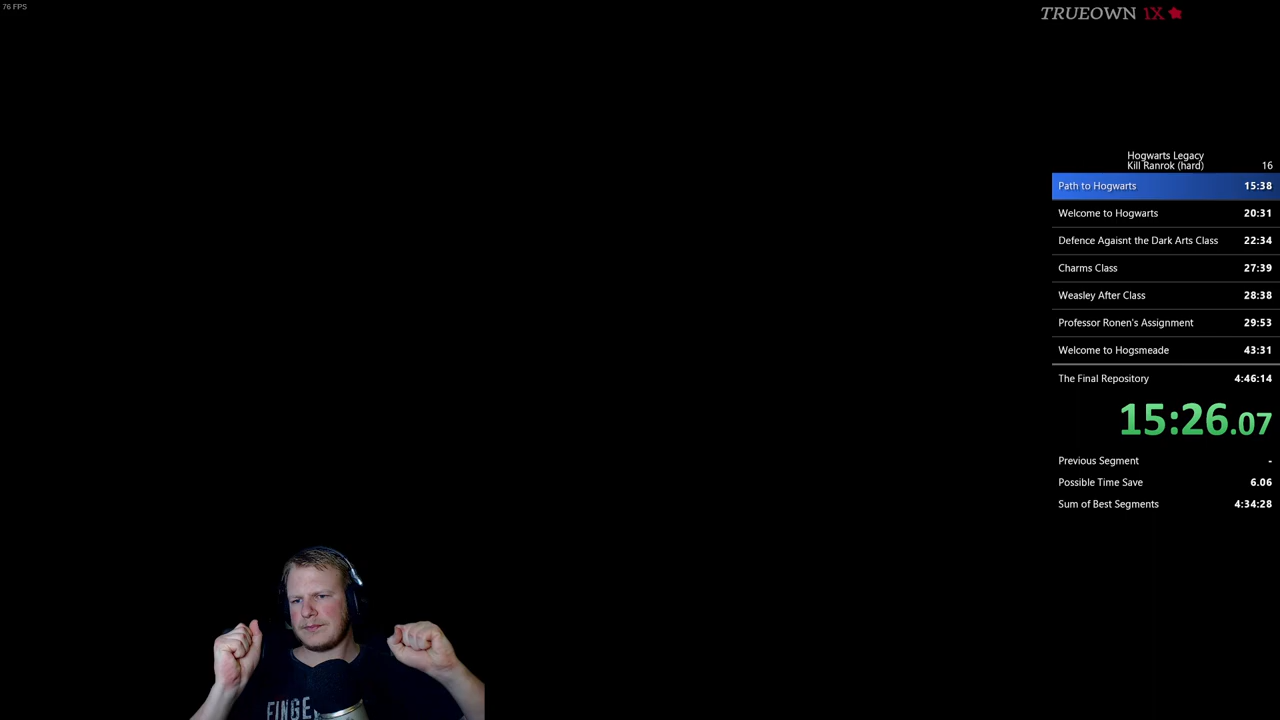 76 FPS
TRUEOWN 1X
Hogwarts Legacy
Kill Ranrok (hard) 16
Path to Hogwarts 15:38
Welcome to Hogwarts 20:31
Defence Agaisnt the Dark Arts Class 22:34
Charms Class 27:39
Weasley After Class 28:38
Professor Ronen's Assignment 29:53
Welcome to Hogsmeade 43:31
The Final Repository 4:46:14
15:26.07
Previous Segment -
Possible Time Save 6.06
Sum of Best Segments 4:34:28
FINGE